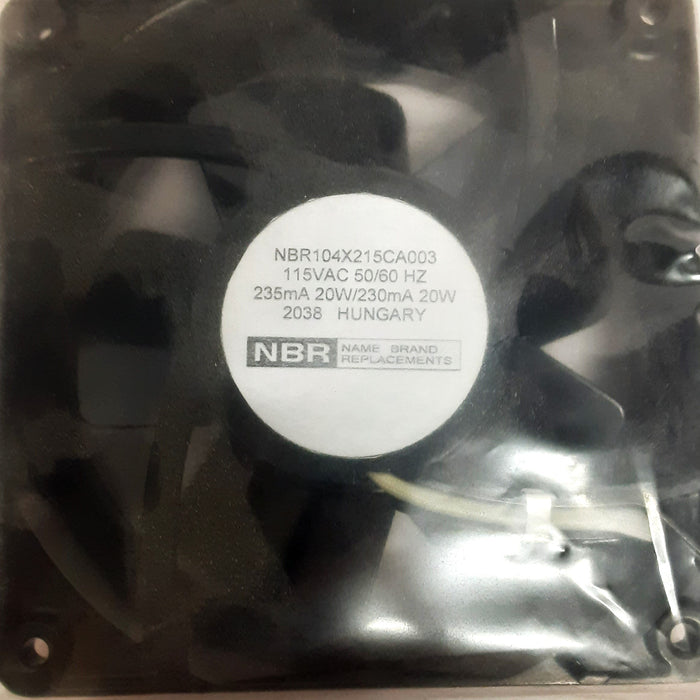 NBR104X215CA003
115VAC 50/60 HZ
235mA 20W/230mA 20W
2038 HUNGARY
NBR NAME BRAND
REPLACEMENTS